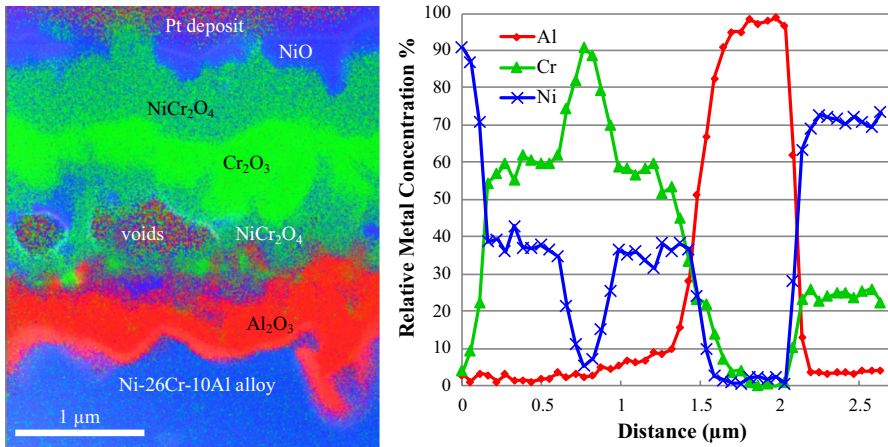 Pt deposit
NiO
NiCr₂O₄
Cr₂O₃
voids
NiCr₂O₄
Al₂O₃
Ni-26Cr-10Al alloy
1 µm
Relative Metal Concentration %
100
90
80
70
60
50
40
30
20
10
0
Al
Cr
Ni
0 0.5 1 1.5 2 2.5
Distance (µm)